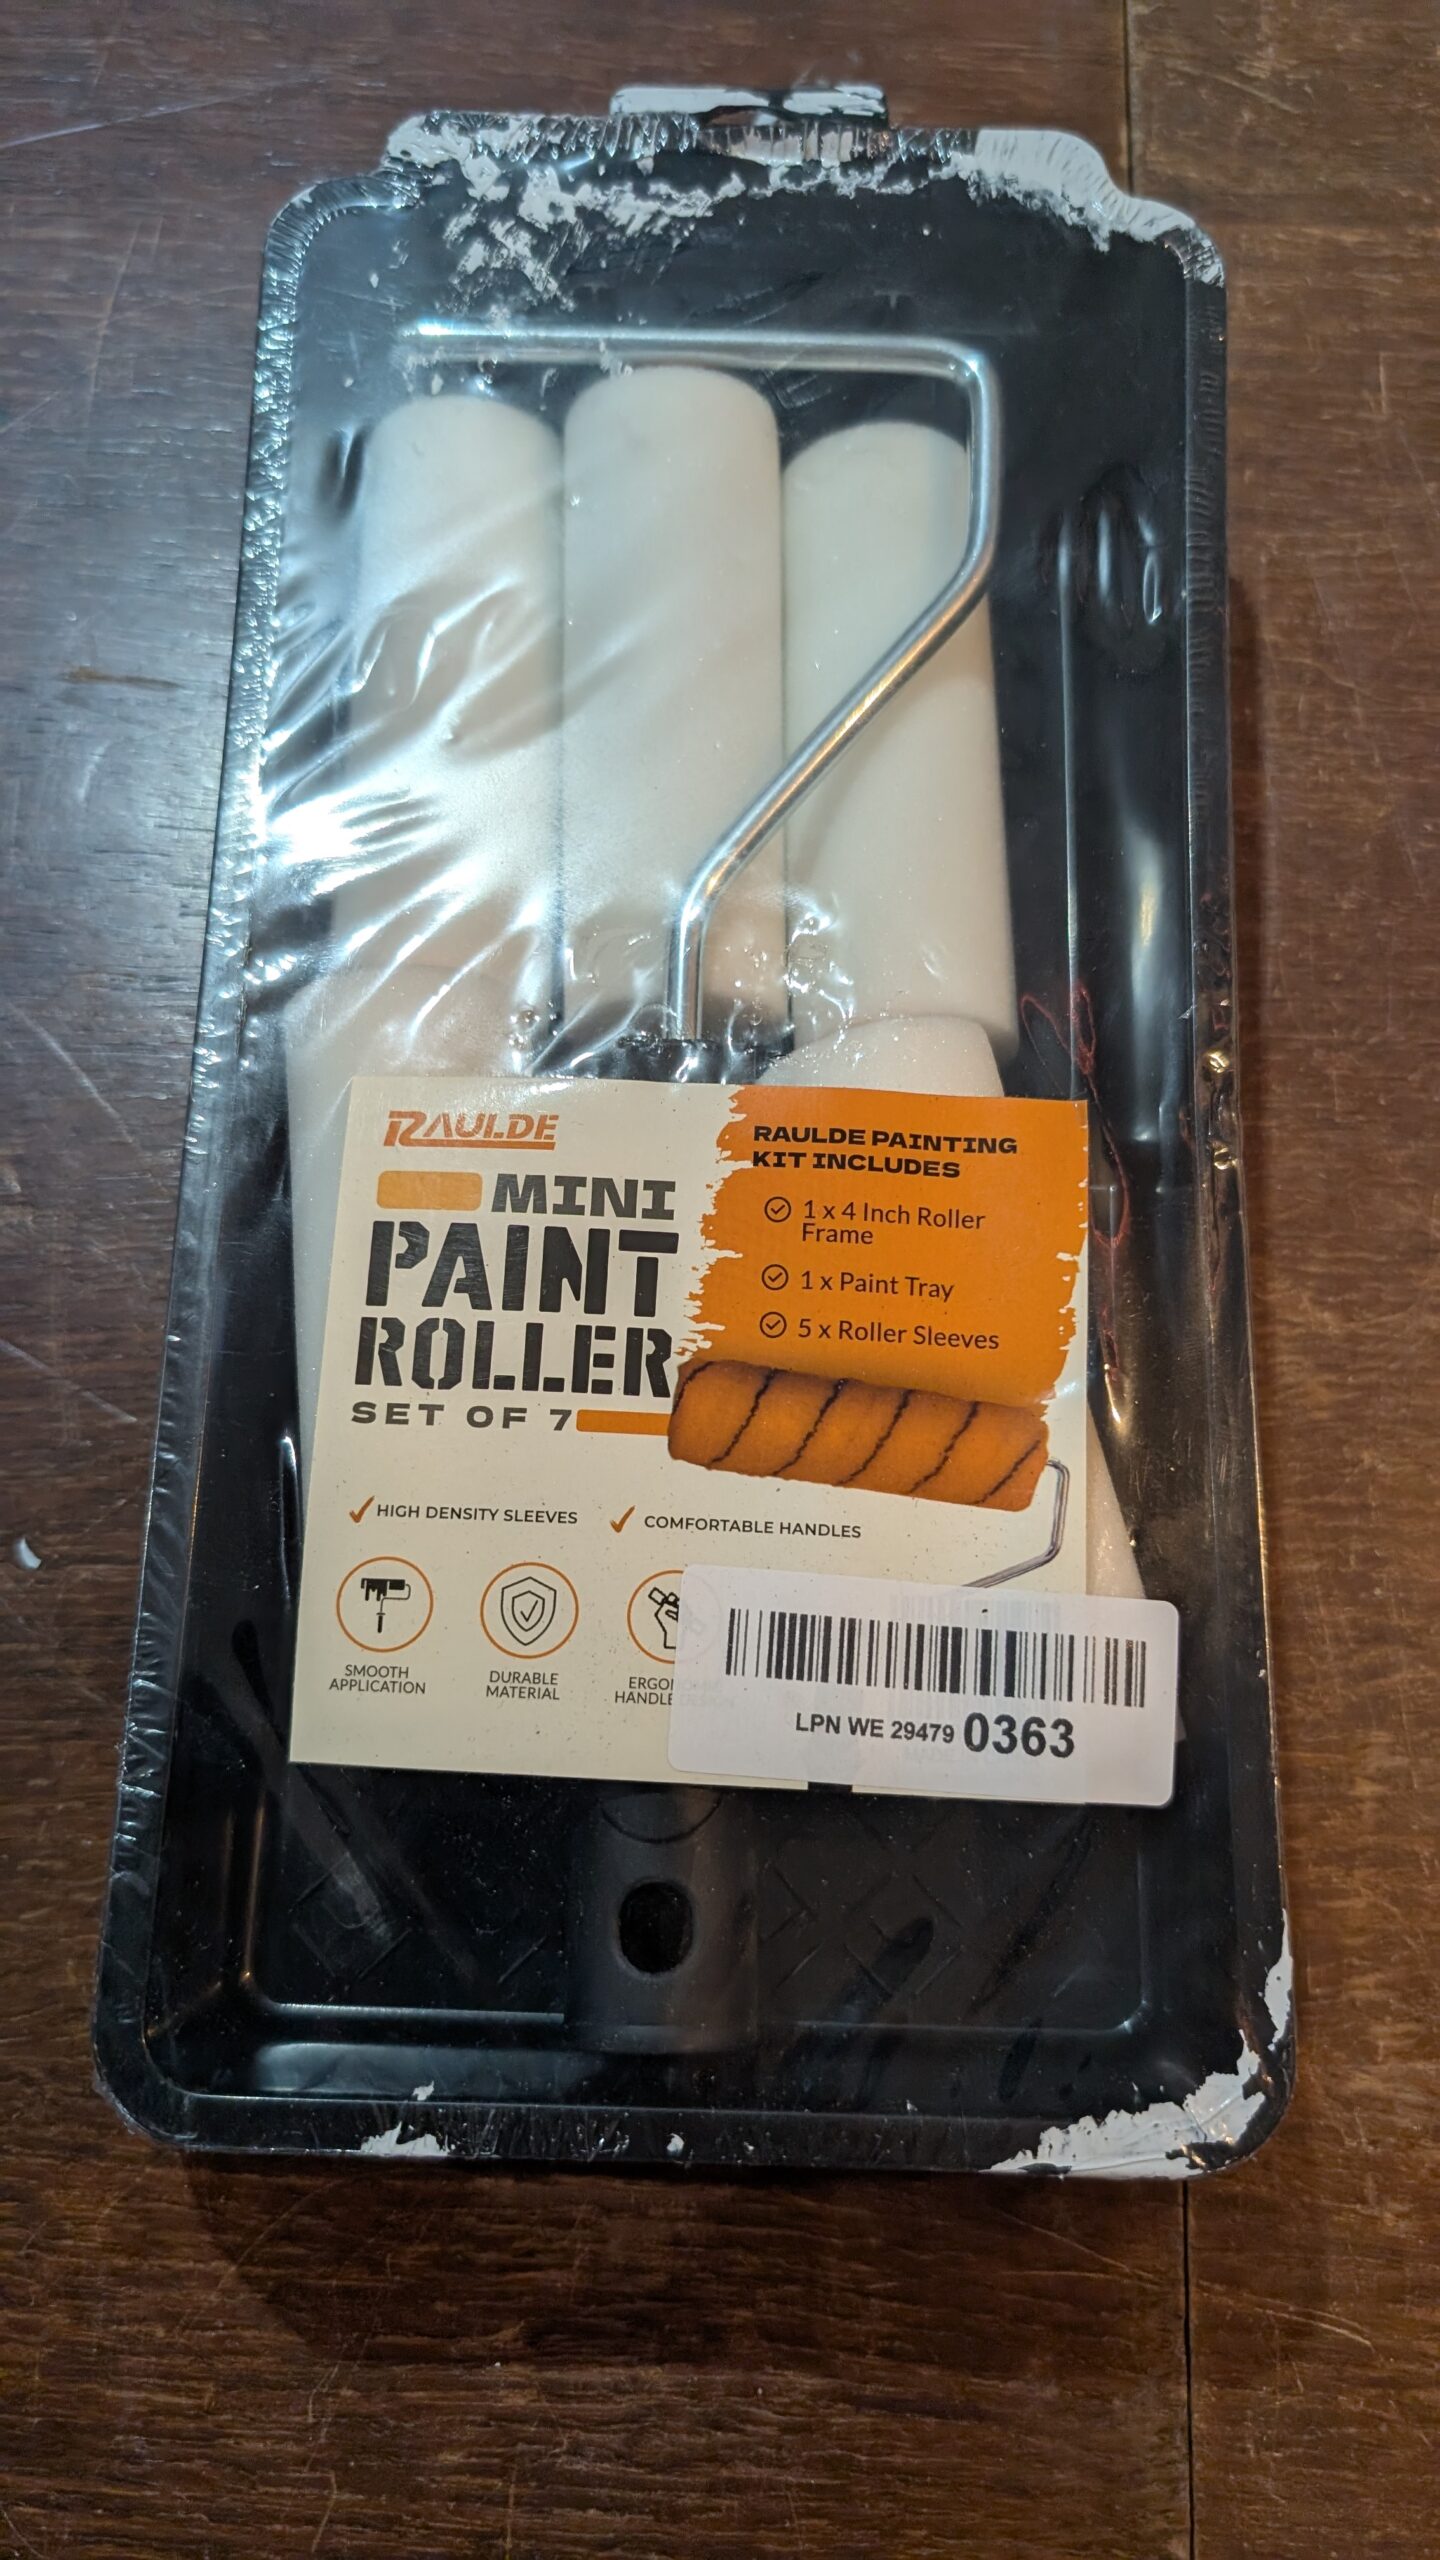 RAULDE
MINI
PAINT
ROLLER
SET OF 7
RAULDE PAINTING
KIT INCLUDES
1 x 4 Inch Roller
Frame
1 x Paint Tray
5 x Roller Sleeves
HIGH DENSITY SLEEVES
COMFORTABLE HANDLES
SMOOTH
APPLICATION
DURABLE
MATERIAL
LPN WE 29479 0363